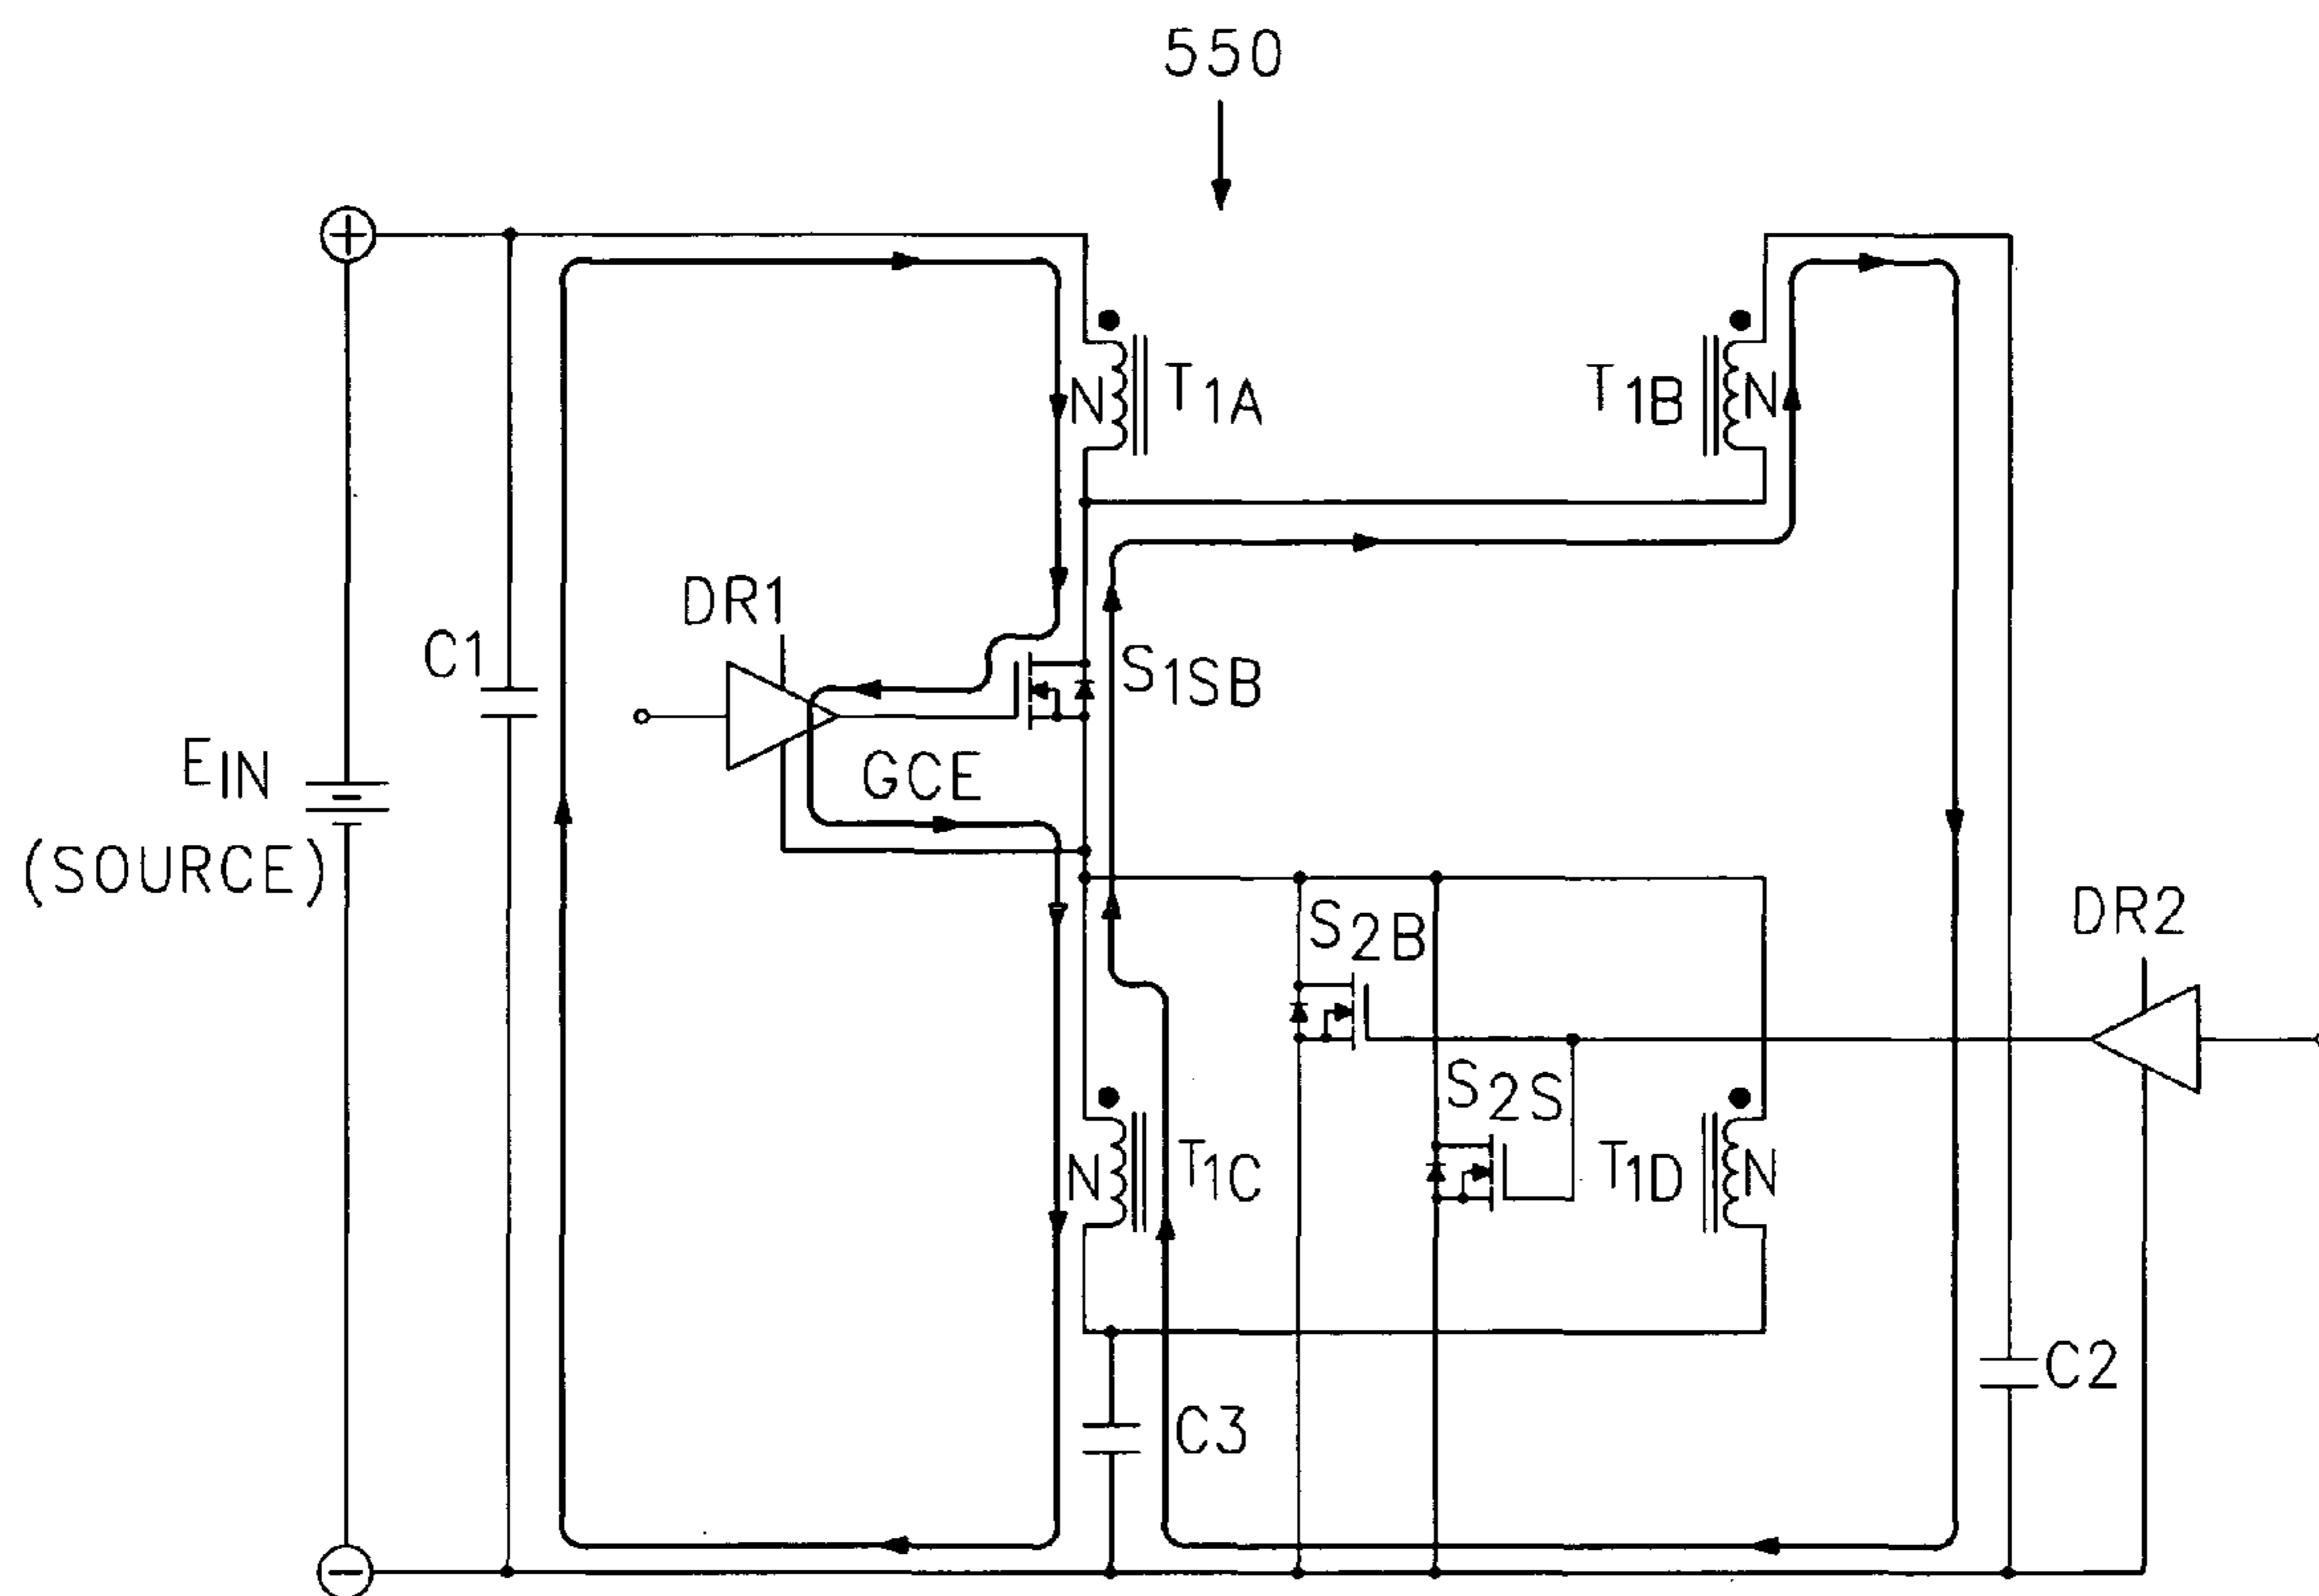 550
N
T1A
T1B
N
DR1
C1
S1SB
EIN
(SOURCE)
GCE
S2B
DR2
S2S
N
T1C
T1D
N
C3
C2